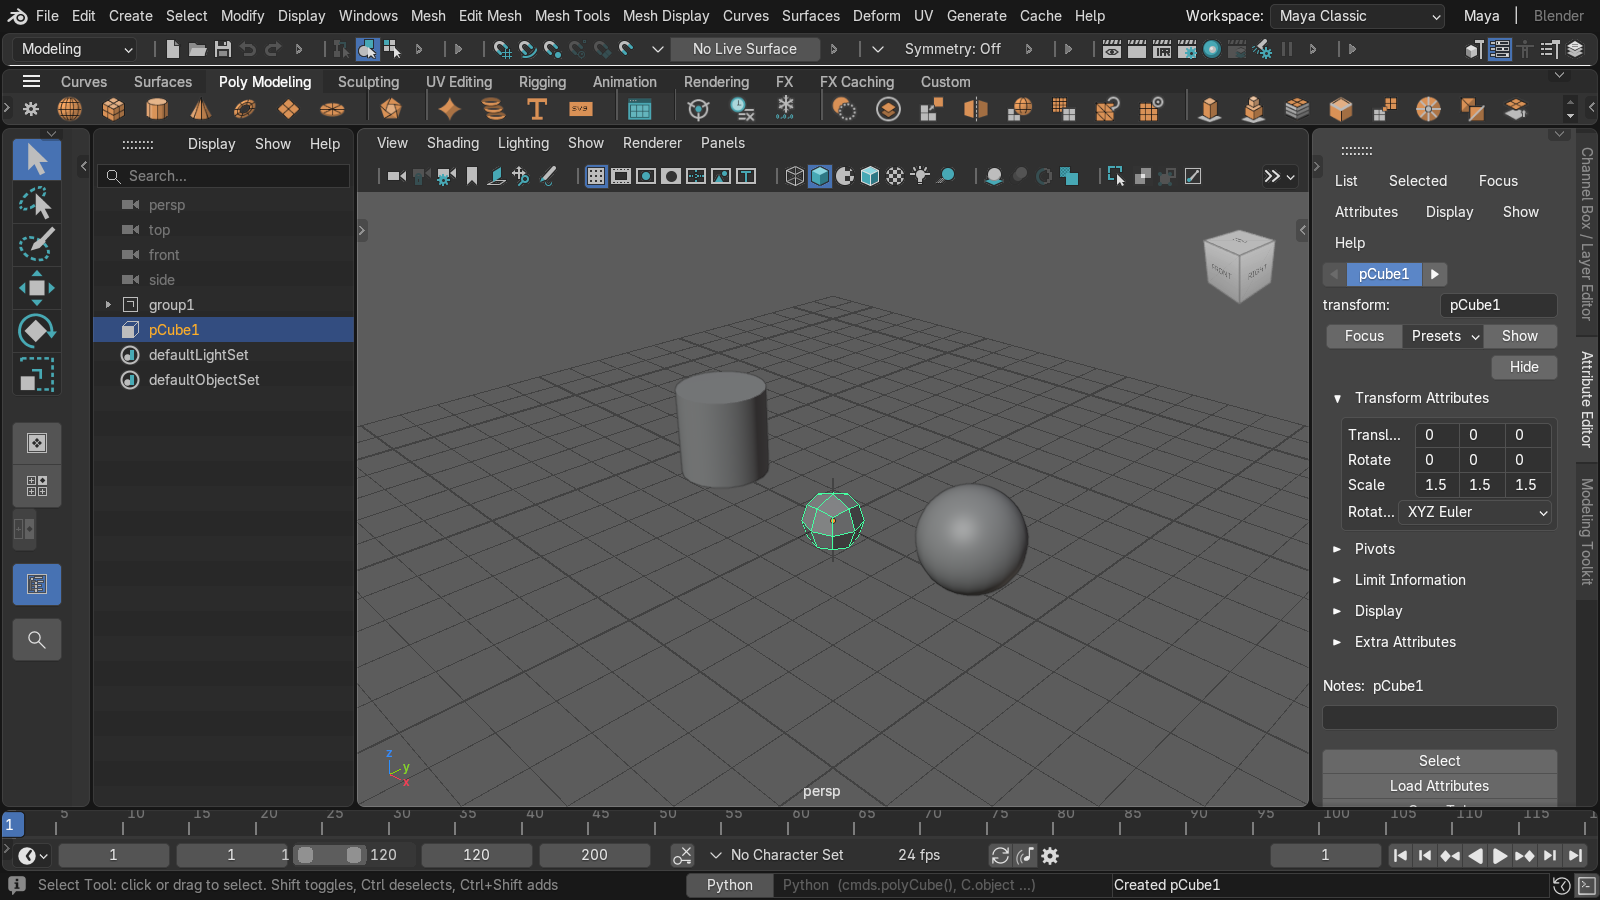 File Edit Create Select Modify Display Windows Mesh Edit Mesh Mesh Tools Mesh Display Curves Surfaces Deform UV Generate Cache Help Workspace: Maya Classic Maya | Blender
Modeling No Live Surface Symmetry: Off
Curves Surfaces Poly Modeling Sculpting UV Editing Rigging Animation Rendering FX FX Caching Custom
Display Show Help
Search...
persp
top
front
side
group1
pCube1
defaultLightSet
defaultObjectSet
View Shading Lighting Show Renderer Panels
FRONT RIGHT
z
y
x
persp
List Selected Focus
Attributes Display Show
Help
pCube1
transform: pCube1
Focus Presets Show
Hide
Transform Attributes
Transl... 0 0 0
Rotate 0 0 0
Scale 1.5 1.5 1.5
Rotat... XYZ Euler
Pivots
Limit Information
Display
Extra Attributes
Notes: pCube1
Select
Load Attributes
Channel Box / Layer Editor
Attribute Editor
Modeling Toolkit
1 5 10 15 20 25 30 35 40 45 50 55 60 65 70 75 80 85 90 95 100 105 110 115
1 1 1 120 120 200 No Character Set 24 fps 1
Select Tool: click or drag to select. Shift toggles, Ctrl deselects, Ctrl+Shift adds Python Python (cmds.polyCube(), C.object ...) Created pCube1